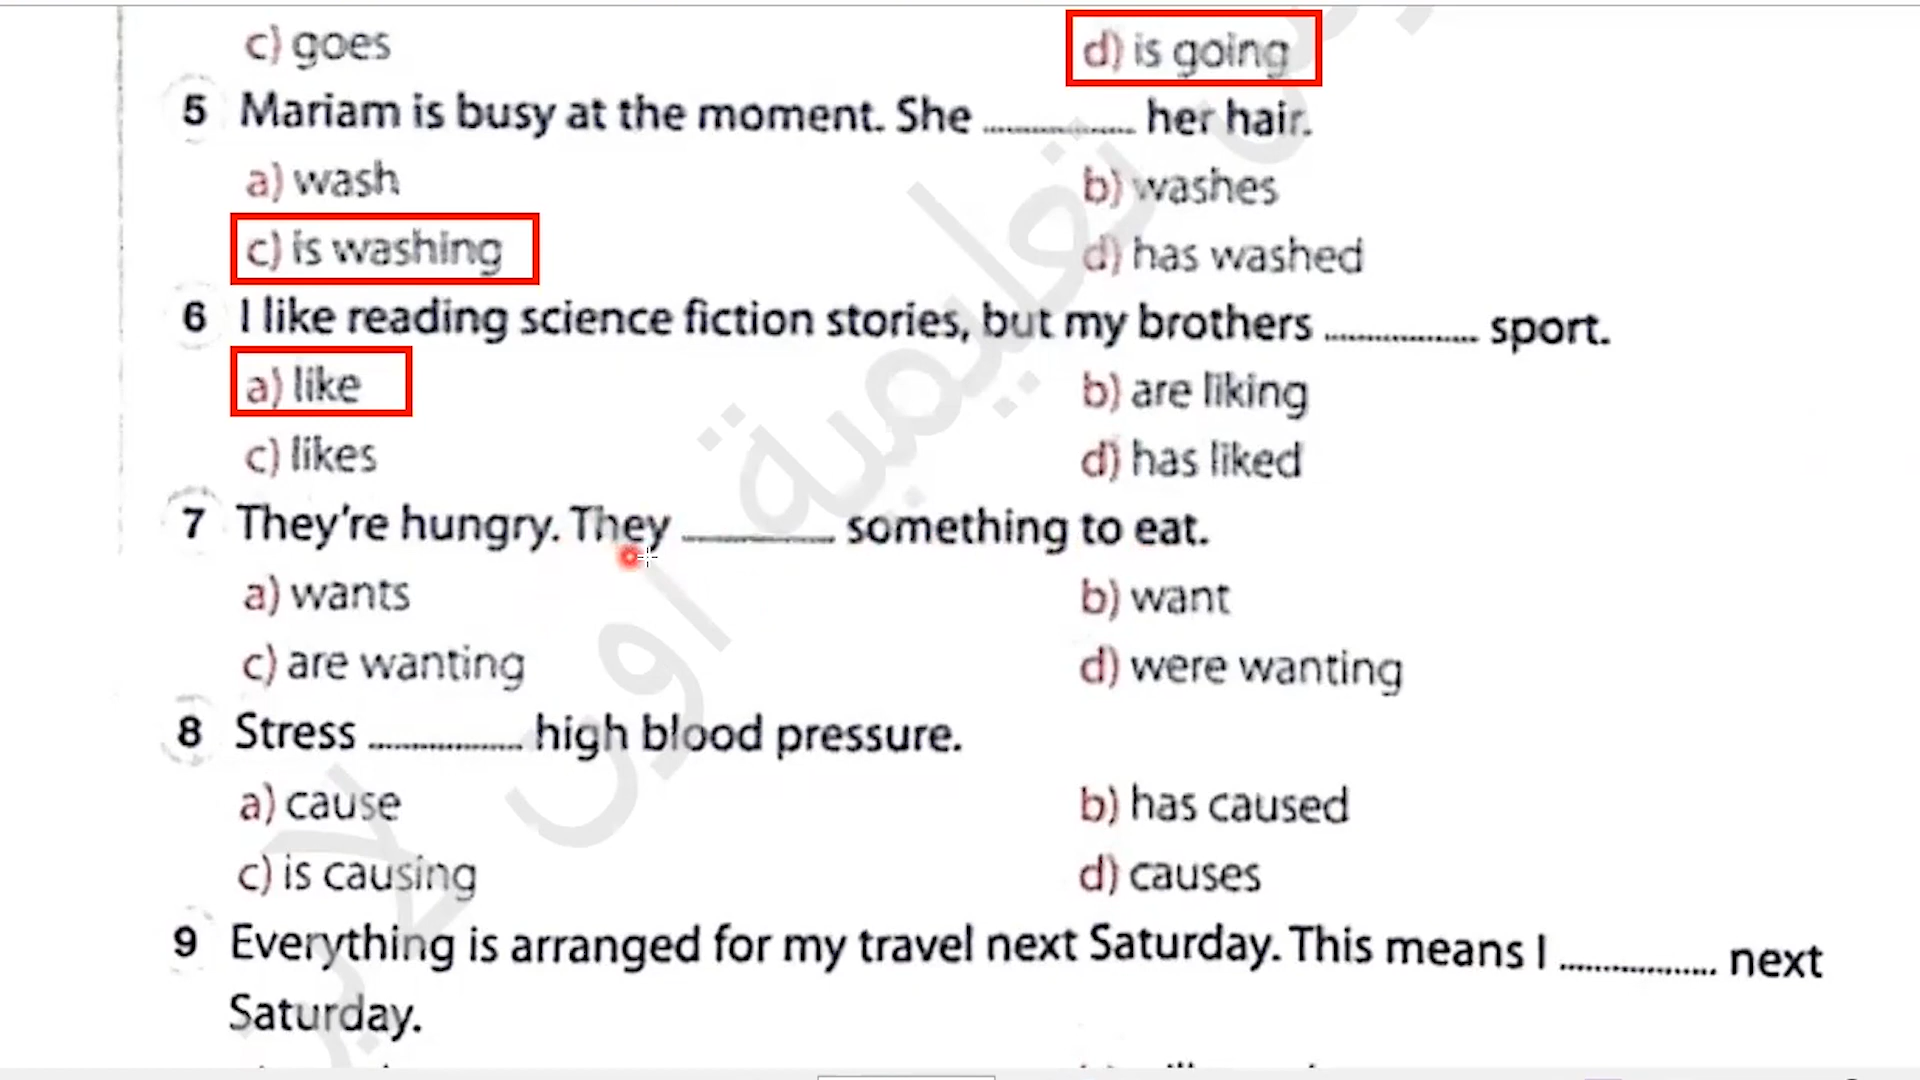 c) goes d) is going
5 Mariam is busy at the moment. She ................ her hair.
a) wash b) washes
c) is washing d) has washed
6 I like reading science fiction stories, but my brothers ................ sport.
a) like b) are liking
c) likes d) has liked
7 They're hungry. They ................ something to eat.
a) wants b) want
c) are wanting d) were wanting
8 Stress ................ high blood pressure.
a) cause b) has caused
c) is causing d) causes
9 Everything is arranged for my travel next Saturday. This means I ................ next
Saturday.
تعليمية اون لاين